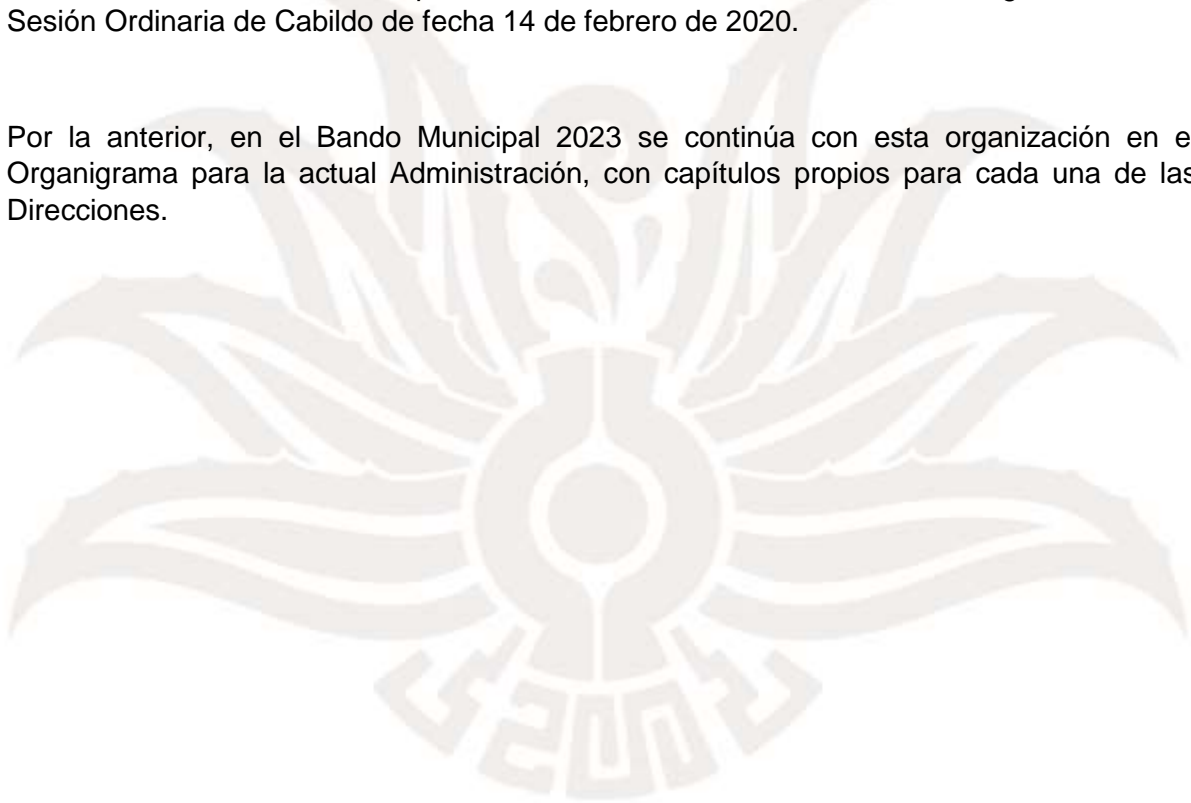 Sesión Ordinaria de Cabildo de fecha 14 de febrero de 2020.
Por la anterior, en el Bando Municipal 2023 se continúa con esta organización en e
Organigrama para la actual Administración, con capítulos propios para cada una de las
Direcciones.